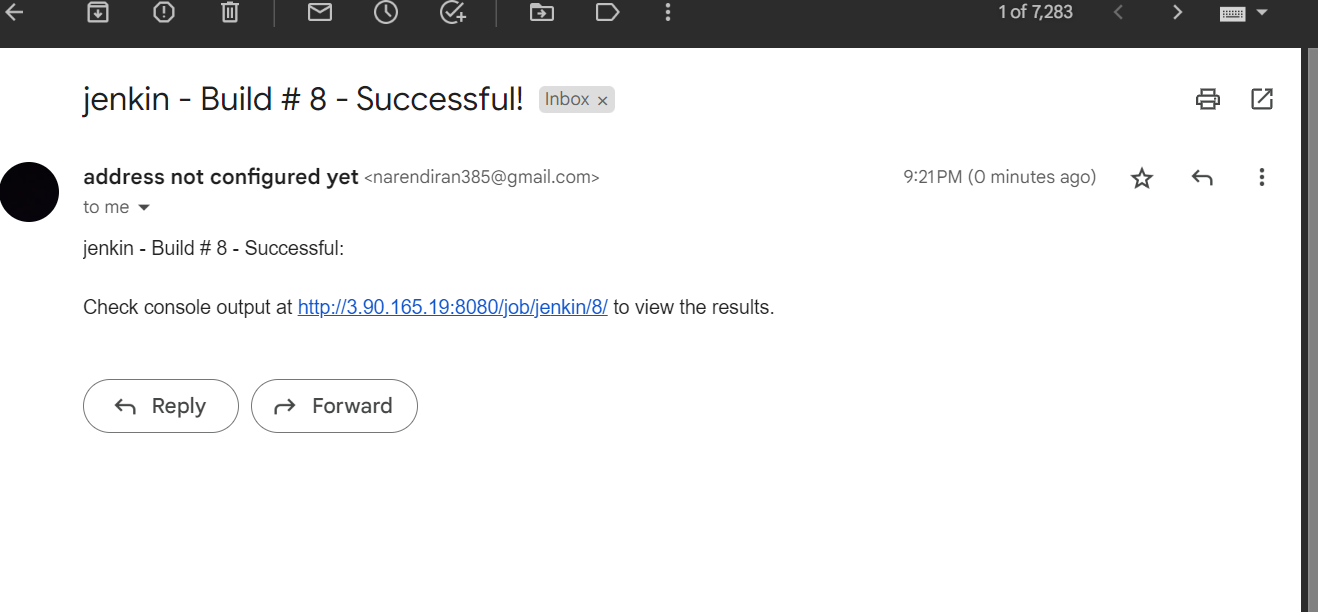 1 of 7,283
jenkin - Build # 8 - Successful! Inbox ×
address not configured yet <narendiran385@gmail.com> 9:21 PM (0 minutes ago)
to me
jenkin - Build # 8 - Successful:
Check console output at http://3.90.165.19:8080/job/jenkin/8/ to view the results.
Reply Forward